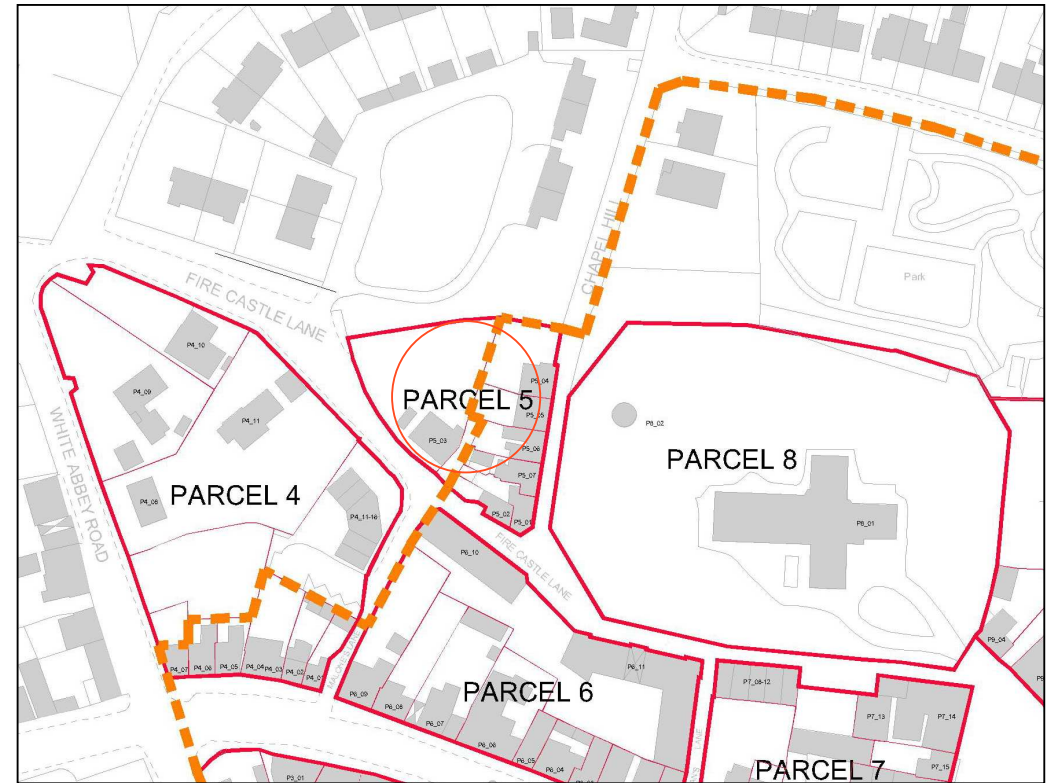 FIRE CASTLE LANE
CHAPEL HILL
Park
P4_10
P4_09
P4_11
PARCEL 5
P5_04
P5_05
P5_03
P5_06
P5_07
P5_02
P5_01
P8_02
PARCEL 8
P8_01
WHITE ABBEY ROAD
PARCEL 4
P4_08
P4_11-16
P6_10
FIRE CASTLE LANE
P4_07
P4_06
P4_05
P4_04
P4_03
P4_02
P4_01
P6_09
P6_08
P6_07
P6_06
P6_05
P6_04
PARCEL 6
P6_11
P7_08-12
P7_13
P7_14
P7_15
PARCEL 7
P9_04
P3_01